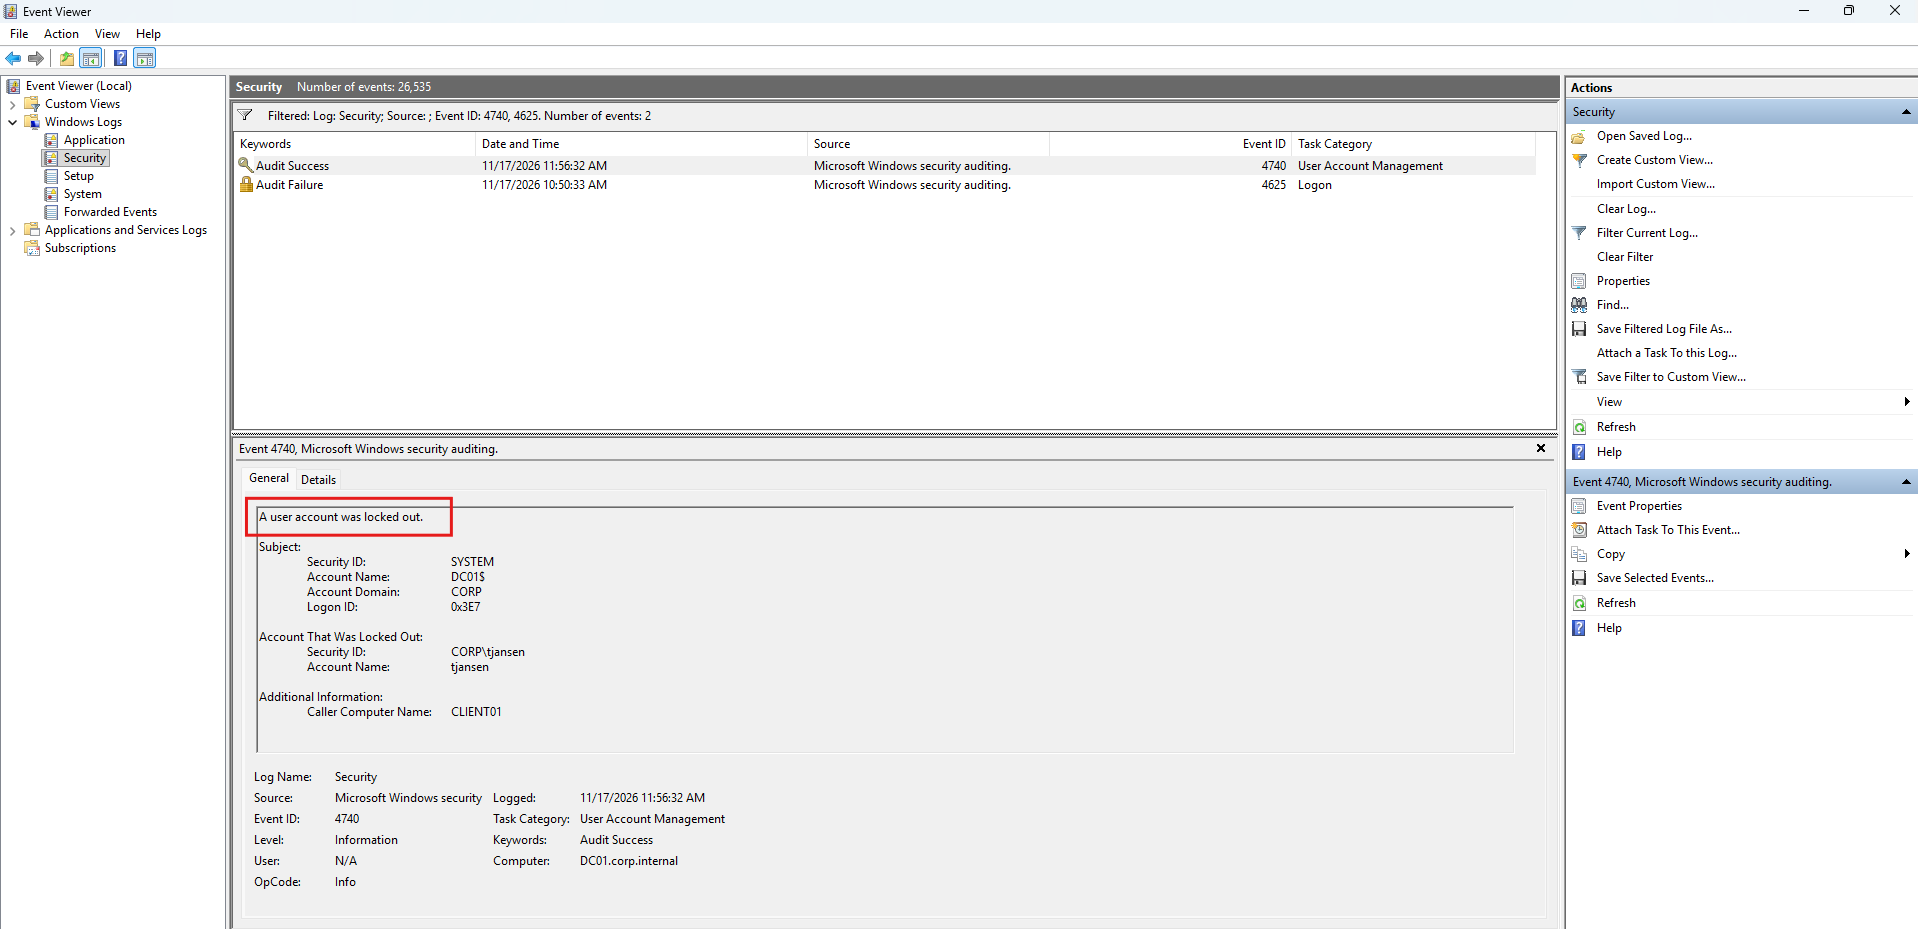 Event Viewer
File Action View Help
Event Viewer (Local)
Custom Views
Windows Logs
Application
Security
Setup
System
Forwarded Events
Applications and Services Logs
Subscriptions
Security Number of events: 26,535
Filtered: Log: Security; Source: ; Event ID: 4740, 4625. Number of events: 2
Keywords Date and Time Source Event ID Task Category
Audit Success 11/17/2026 11:56:32 AM Microsoft Windows security auditing. 4740 User Account Management
Audit Failure 11/17/2026 10:50:33 AM Microsoft Windows security auditing. 4625 Logon
Event 4740, Microsoft Windows security auditing.
General Details
A user account was locked out.
Subject:
Security ID: SYSTEM
Account Name: DC01$
Account Domain: CORP
Logon ID: 0x3E7
Account That Was Locked Out:
Security ID: CORP\tjansen
Account Name: tjansen
Additional Information:
Caller Computer Name: CLIENT01
Log Name: Security
Source: Microsoft Windows security Logged: 11/17/2026 11:56:32 AM
Event ID: 4740 Task Category: User Account Management
Level: Information Keywords: Audit Success
User: N/A Computer: DC01.corp.internal
OpCode: Info
Actions
Security
Open Saved Log...
Create Custom View...
Import Custom View...
Clear Log...
Filter Current Log...
Clear Filter
Properties
Find...
Save Filtered Log File As...
Attach a Task To this Log...
Save Filter to Custom View...
View
Refresh
Help
Event 4740, Microsoft Windows security auditing.
Event Properties
Attach Task To This Event...
Copy
Save Selected Events...
Refresh
Help